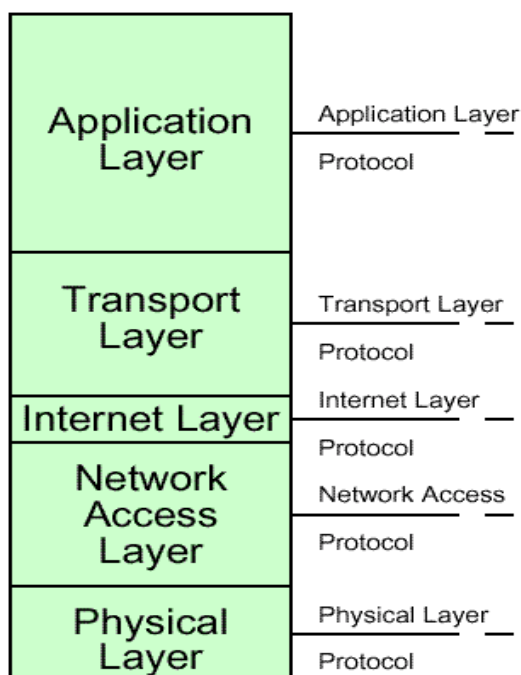 Application
Layer
Application Layer
Protocol
Transport
Layer
Transport Layer
Protocol
Internet Layer
Internet Layer
Protocol
Network
Access
Layer
Network Access
Protocol
Physical
Layer
Physical Layer
Protocol